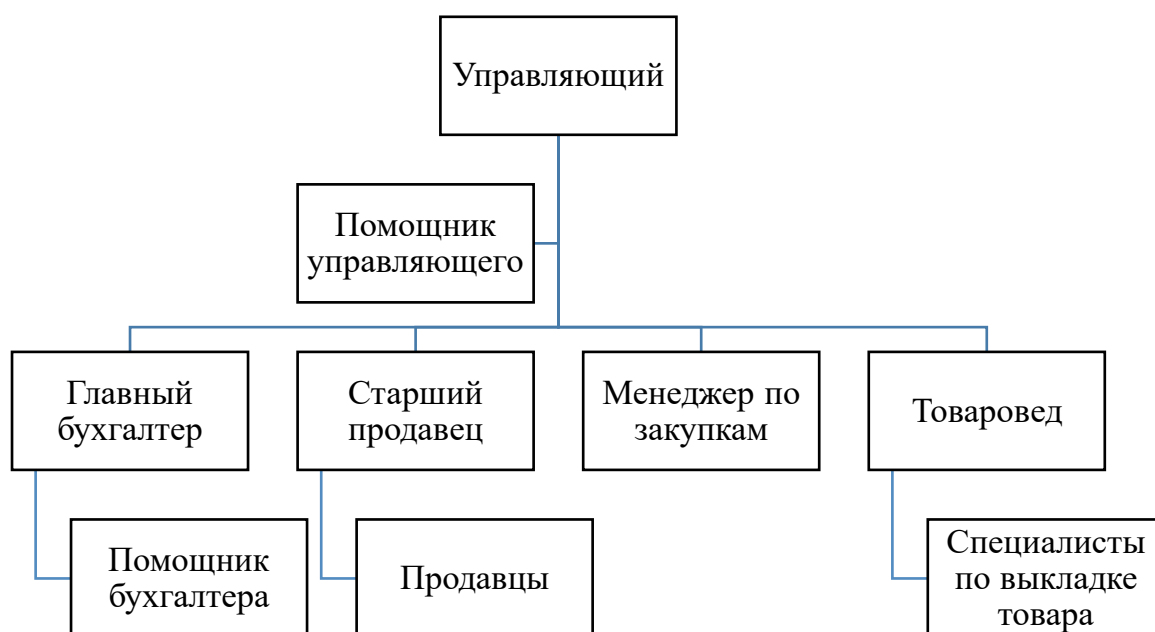 Управляющий
Помощник
управляющего
Главный
бухгалтер
Старший
продавец
Менеджер по
закупкам
Товаровед
Помощник
бухгалтера
Продавцы
Специалисты
по выкладке
товара